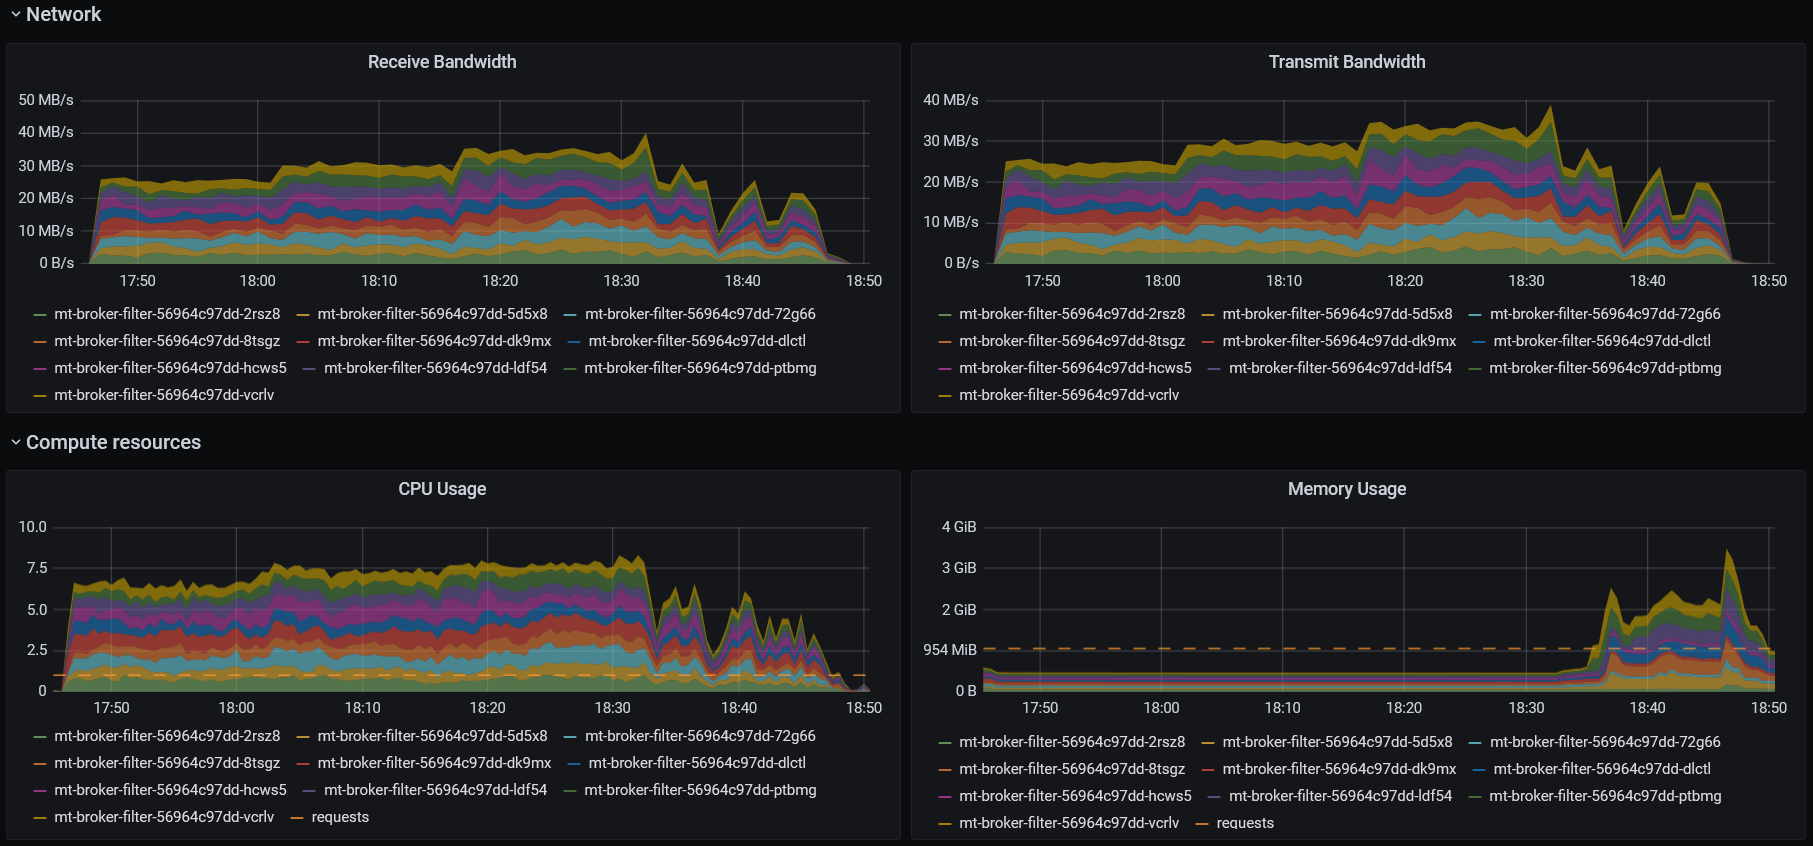 Network
Receive Bandwidth
50 MB/s
40 MB/s
30 MB/s
20 MB/s
10 MB/s
0 B/s
17:50 18:00 18:10 18:20 18:30 18:40 18:50
mt-broker-filter-56964c97dd-2rsz8 mt-broker-filter-56964c97dd-5d5x8 mt-broker-filter-56964c97dd-72g66
mt-broker-filter-56964c97dd-8tsgz mt-broker-filter-56964c97dd-dk9mx mt-broker-filter-56964c97dd-dlctl
mt-broker-filter-56964c97dd-hcws5 mt-broker-filter-56964c97dd-ldf54 mt-broker-filter-56964c97dd-ptbmg
mt-broker-filter-56964c97dd-vcrlv
Transmit Bandwidth
40 MB/s
30 MB/s
20 MB/s
10 MB/s
0 B/s
17:50 18:00 18:10 18:20 18:30 18:40 18:50
mt-broker-filter-56964c97dd-2rsz8 mt-broker-filter-56964c97dd-5d5x8 mt-broker-filter-56964c97dd-72g66
mt-broker-filter-56964c97dd-8tsgz mt-broker-filter-56964c97dd-dk9mx mt-broker-filter-56964c97dd-dlctl
mt-broker-filter-56964c97dd-hcws5 mt-broker-filter-56964c97dd-ldf54 mt-broker-filter-56964c97dd-ptbmg
mt-broker-filter-56964c97dd-vcrlv
Compute resources
CPU Usage
10.0
7.5
5.0
2.5
0
17:50 18:00 18:10 18:20 18:30 18:40 18:50
mt-broker-filter-56964c97dd-2rsz8 mt-broker-filter-56964c97dd-5d5x8 mt-broker-filter-56964c97dd-72g66
mt-broker-filter-56964c97dd-8tsgz mt-broker-filter-56964c97dd-dk9mx mt-broker-filter-56964c97dd-dlctl
mt-broker-filter-56964c97dd-hcws5 mt-broker-filter-56964c97dd-ldf54 mt-broker-filter-56964c97dd-ptbmg
mt-broker-filter-56964c97dd-vcrlv requests
Memory Usage
4 GiB
3 GiB
2 GiB
954 MiB
0 B
17:50 18:00 18:10 18:20 18:30 18:40 18:50
mt-broker-filter-56964c97dd-2rsz8 mt-broker-filter-56964c97dd-5d5x8 mt-broker-filter-56964c97dd-72g66
mt-broker-filter-56964c97dd-8tsgz mt-broker-filter-56964c97dd-dk9mx mt-broker-filter-56964c97dd-dlctl
mt-broker-filter-56964c97dd-hcws5 mt-broker-filter-56964c97dd-ldf54 mt-broker-filter-56964c97dd-ptbmg
mt-broker-filter-56964c97dd-vcrlv requests